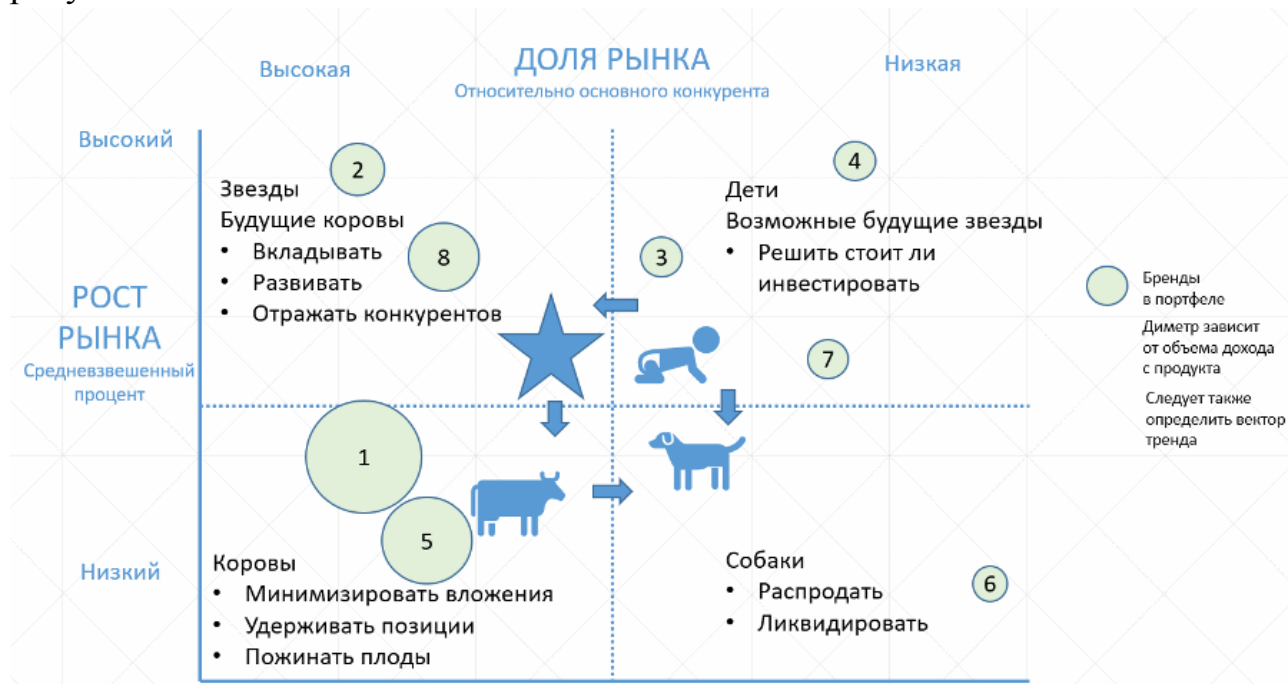 ДОЛЯ РЫНКА
Высокая
Низкая
Относительно основного конкурента
Высокий
2
4
Звезды
Будущие коровы
• Вкладывать
8
• Развивать
• Отражать конкурентов
Дети
Возможные будущие звезды
3
• Решить стоит ли
инвестировать
РОСТ
РЫНКА
Средневзвешенный
процент
7
Бренды
в портфеле
Диметр зависит
от объема дохода
с продукта
Следует также
определить вектор
тренда
1
5
Низкий
Коровы
• Минимизировать вложения
• Удерживать позиции
• Пожинать плоды
Собаки
6
• Распродать
• Ликвидировать